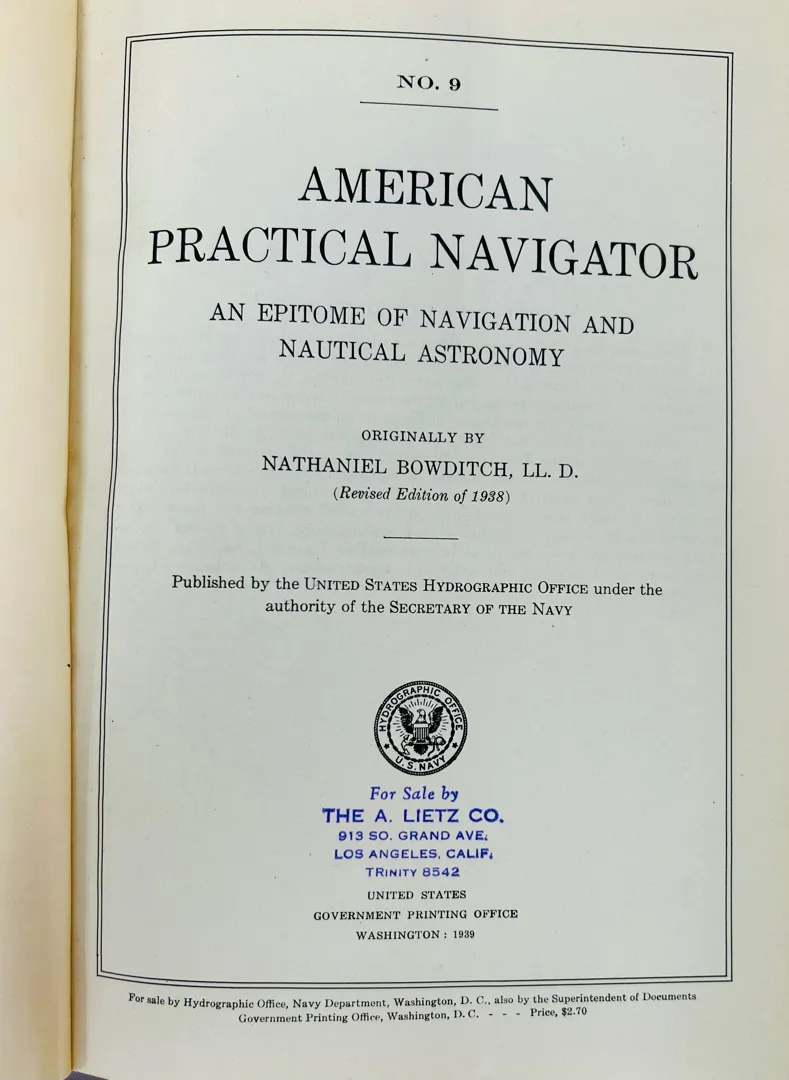 NO. 9
AMERICAN
PRACTICAL NAVIGATOR
AN EPITOME OF NAVIGATION AND
NAUTICAL ASTRONOMY
ORIGINALLY BY
NATHANIEL BOWDITCH, LL. D.
(Revised Edition of 1938)
Published by the UNITED STATES HYDROGRAPHIC OFFICE under the
authority of the SECRETARY OF THE NAVY
HYDROGRAPHIC OFFICE
U.S. NAVY
For Sale by
THE A. LIETZ CO.
913 SO. GRAND AVE.
LOS ANGELES, CALIF.
TRINITY 8542
UNITED STATES
GOVERNMENT PRINTING OFFICE
WASHINGTON : 1939
For sale by Hydrographic Office, Navy Department, Washington, D. C., also by the Superintendent of Documents
Government Printing Office, Washington, D. C. - - - Price, $2.70